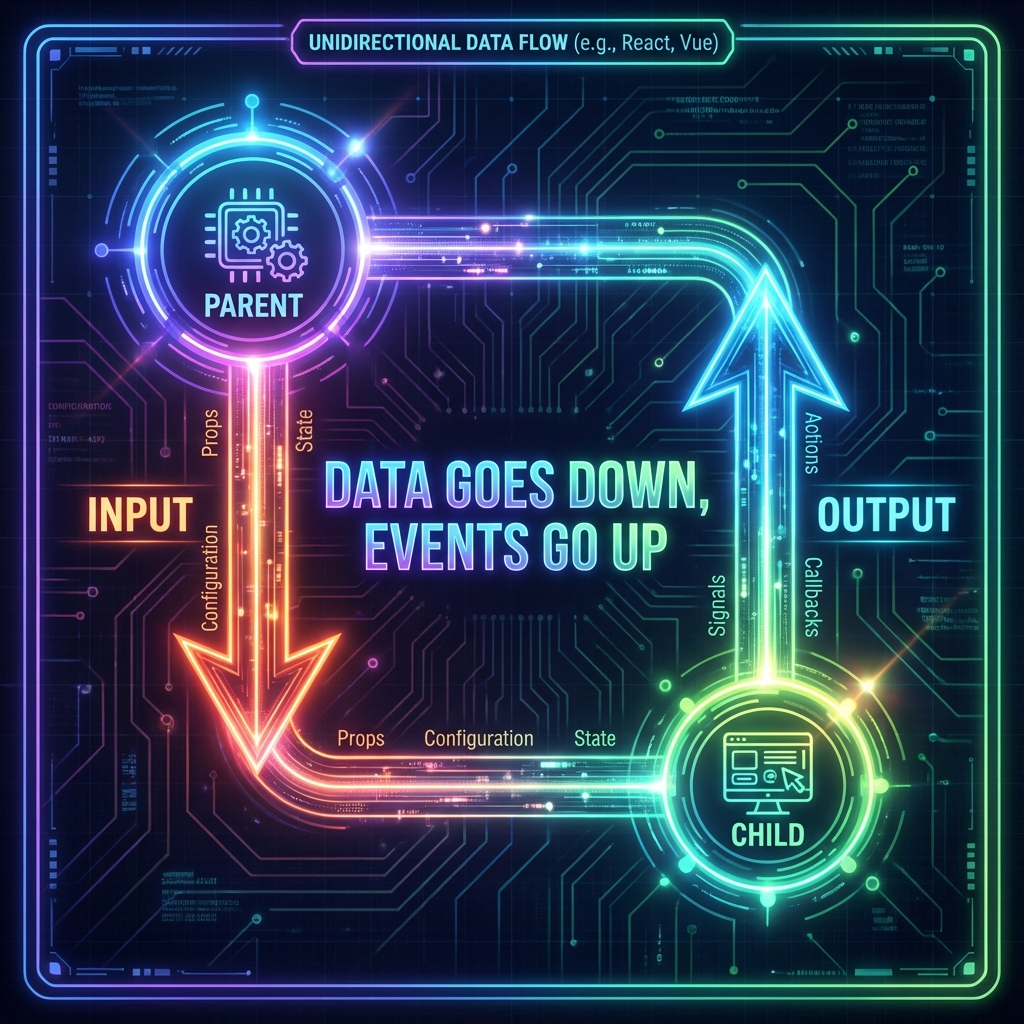 UNIDIRECTIONAL DATA FLOW (e.g., React, Vue)
PARENT
Props
State
Aotions
DATA GOES DOWN,
EVENTS GO UP
INPUT
OUTPUT
Configuration
Signals
Callbacks
Props Configuration State
CHILD